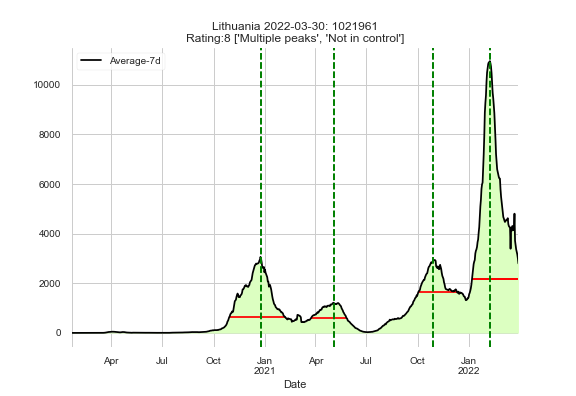 Lithuania 2022-03-30: 1021961
Rating:8 ['Multiple peaks', 'Not in control']
Average-7d
10000
8000
6000
4000
2000
0
Apr
Jul
Oct
Jan
2021
Apr
Jul
Oct
Jan
2022
Date